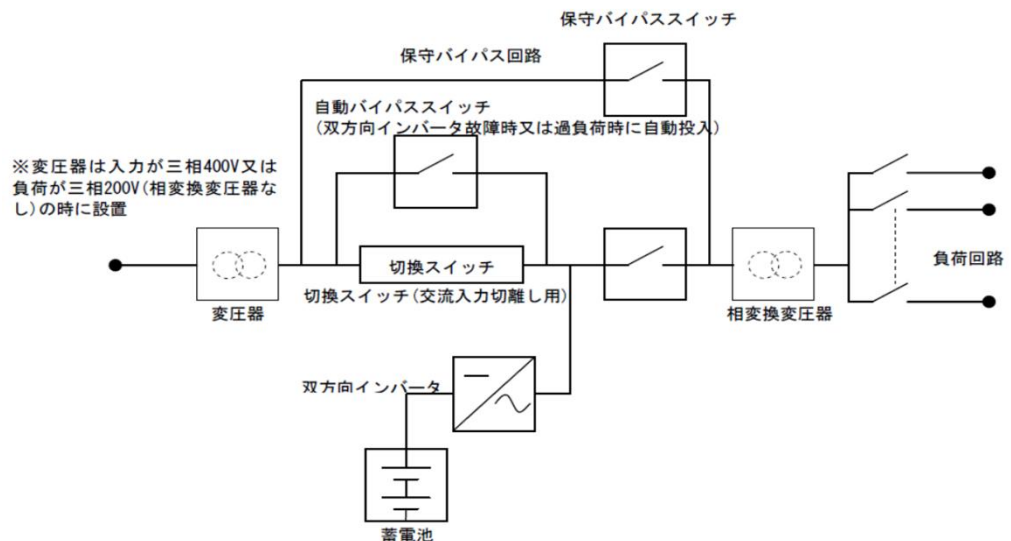 保守バイパススイッチ
保守バイパス回路
自動バイパススイッチ
(双方向インバータ故障時又は過負荷時に自動投入)
※変圧器は入力が三相400V又は
負荷が三相200V(相変換変圧器な
し)の時に設置
切換スイッチ
負荷回路
切換スイッチ(交流入力切離し用)
変圧器
相変換変圧器
双方向インバータ
蓄電池